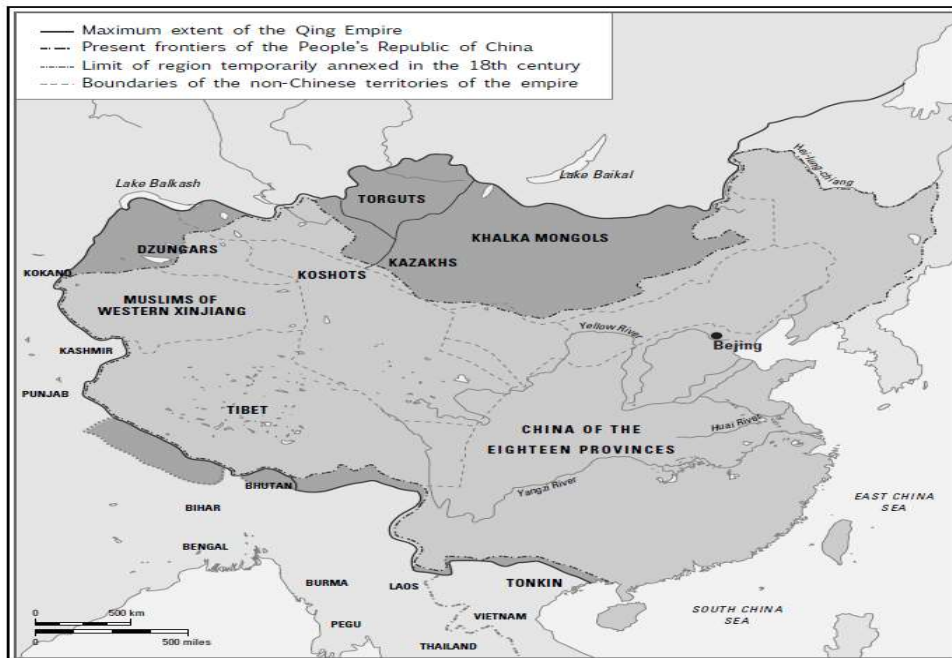 Maximum extent of the Qing Empire
Present frontiers of the People's Republic of China
Limit of region temporarily annexed in the 18th century
Boundaries of the non-Chinese territories of the empire
Hei-lung-chiang
Lake Baikal
Lake Balkash
TORGUTS
KHALKA MONGOLS
DZUNGARS
KAZAKHS
KOKAND
KOSHOTS
MUSLIMS OF
WESTERN XINJIANG
Yellow River
Bejing
KASHMIR
PUNJAB
TIBET
CHINA OF THE
EIGHTEEN PROVINCES
Huai River
Yangzi River
BHUTAN
EAST CHINA
SEA
BIHAR
BENGAL
BURMA
LAOS
TONKIN
VIETNAM
SOUTH CHINA
SEA
PEGU
THAILAND
0 500 km
0 500 miles